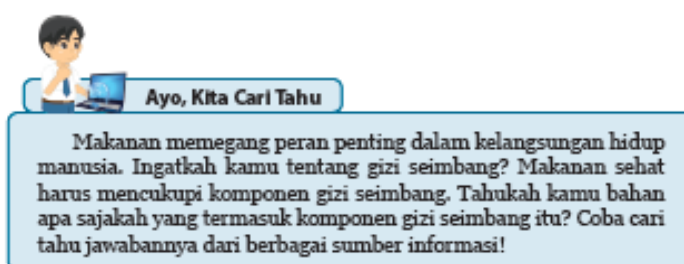 Ayo, Kita Cari Tahu
Makanan memegang peran penting dalam kelangsungan hidup
manusia. Ingatkah kamu tentang gizi seimbang? Makanan sehat
harus mencukupi komponen gizi seimbang. Tahukah kamu bahan
apa sajakah yang termasuk komponen gizi seimbang itu? Coba cari
tahu jawabannya dari berbagai sumber informasi!